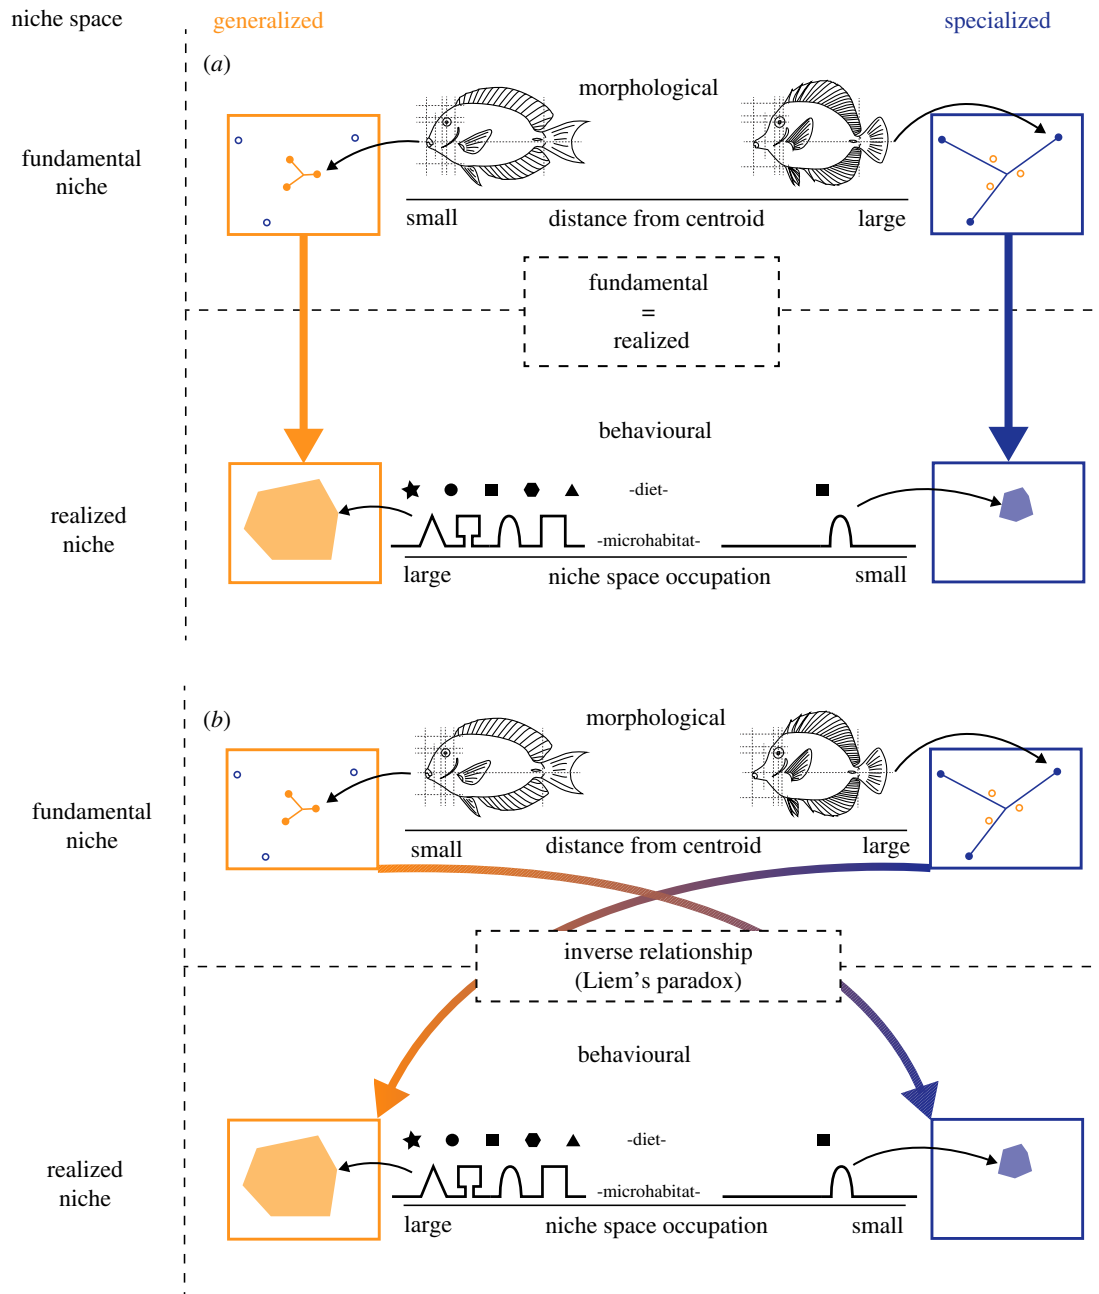 niche space
generalized
specialized
(a)
morphological
fundamental
niche
small
distance from centroid
large
fundamental
=
realized
behavioural
-diet-
realized
niche
-microhabitat-
large
niche space occupation
small
(b)
morphological
fundamental
niche
small
distance from centroid
large
inverse relationship
(Liem's paradox)
behavioural
-diet-
realized
niche
-microhabitat-
large
niche space occupation
small